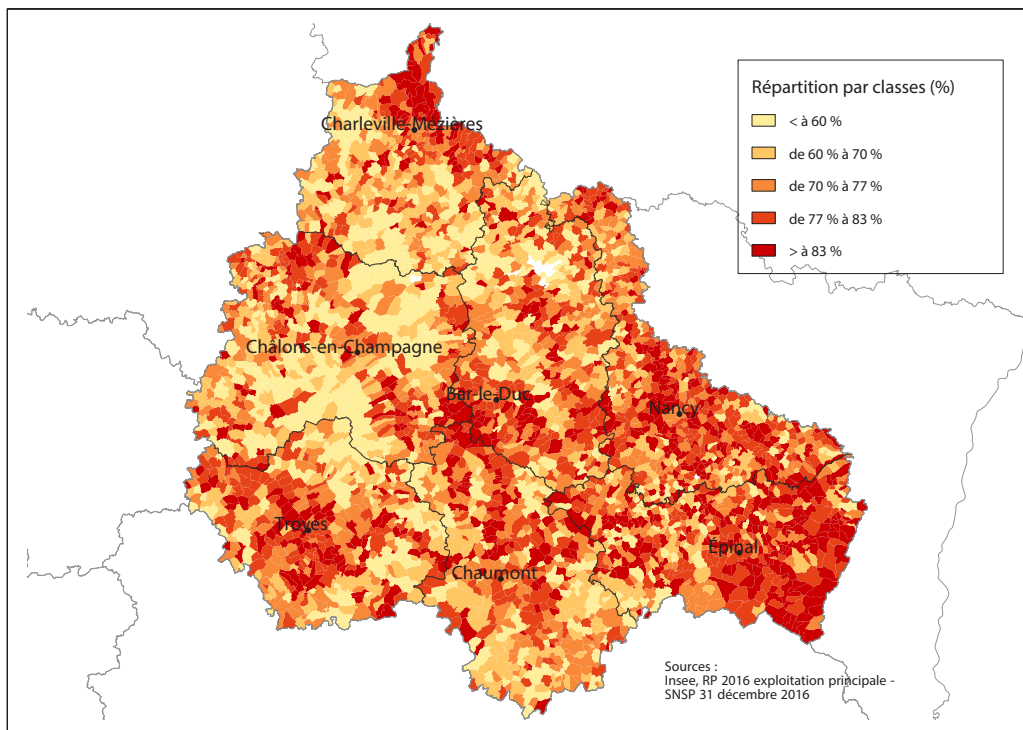 Répartition par classes (%)
< à 60 %
de 60 % à 70 %
de 70 % à 77 %
de 77 % à 83 %
> à 83 %
Charleville-Mézières
Châlons-en-Champagne
Bar-le-Duc
Nancy
Troyes
Épinal
Chaumont
Sources :
Insee, RP 2016 exploitation principale -
SNSP 31 décembre 2016